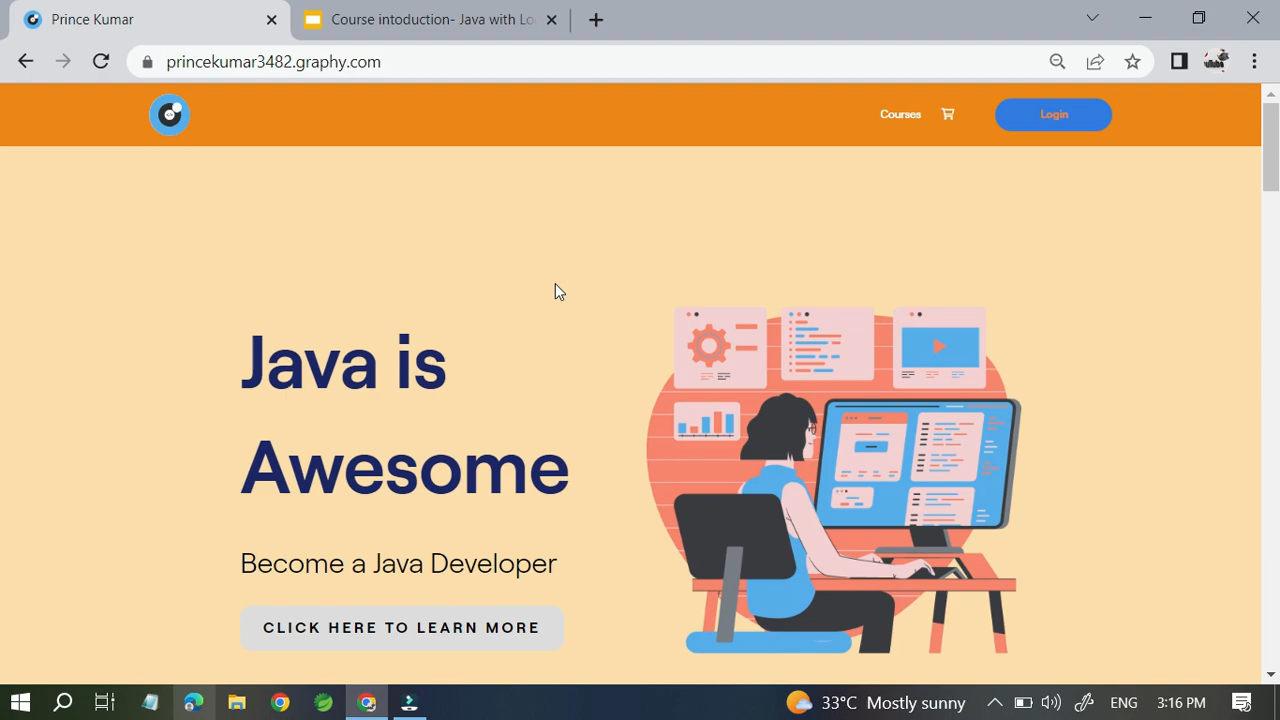 Prince Kumar
Course intoduction- Java with Lo
princekumar3482.graphy.com
Courses
Login
Java is
Awesome
Become a Java Developer
CLICK HERE TO LEARN MORE
33°C Mostly sunny
ENG
3:16 PM